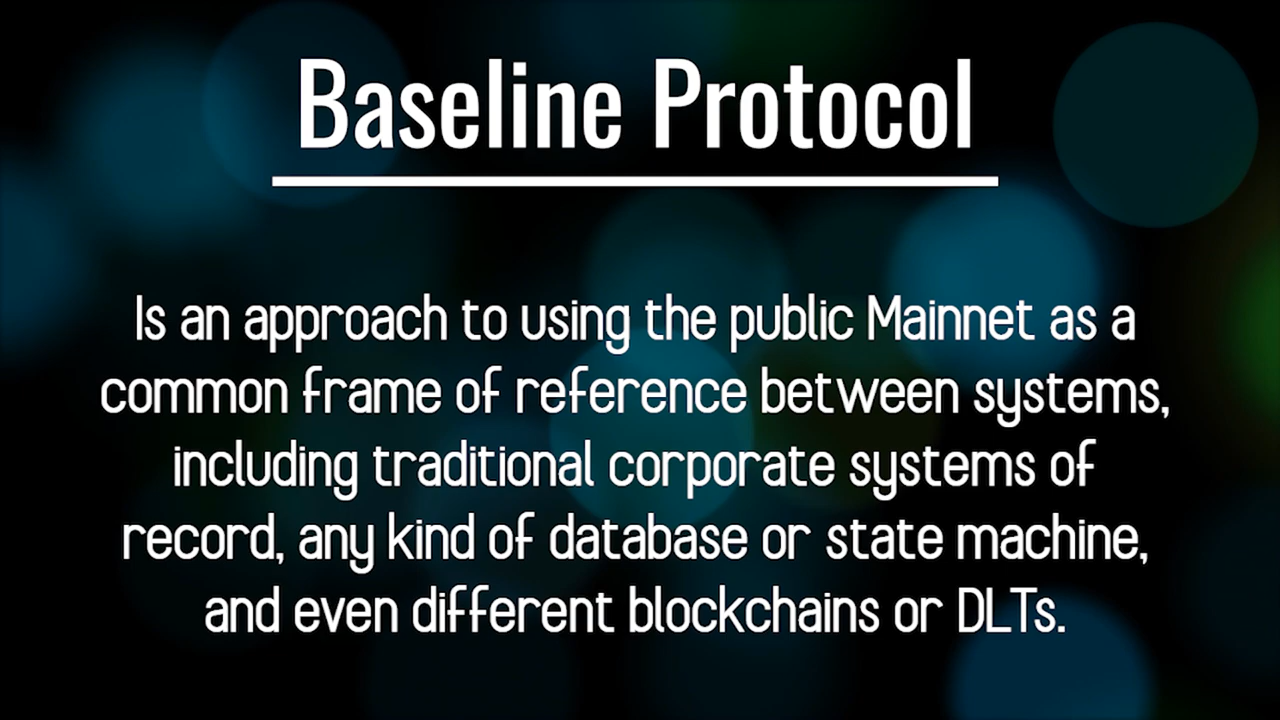 Baseline Protocol
Is an approach to using the public Mainnet as a
common frame of reference between systems,
including traditional corporate systems of
record, any kind of database or state machine,
and even different blockchains or DLTs.